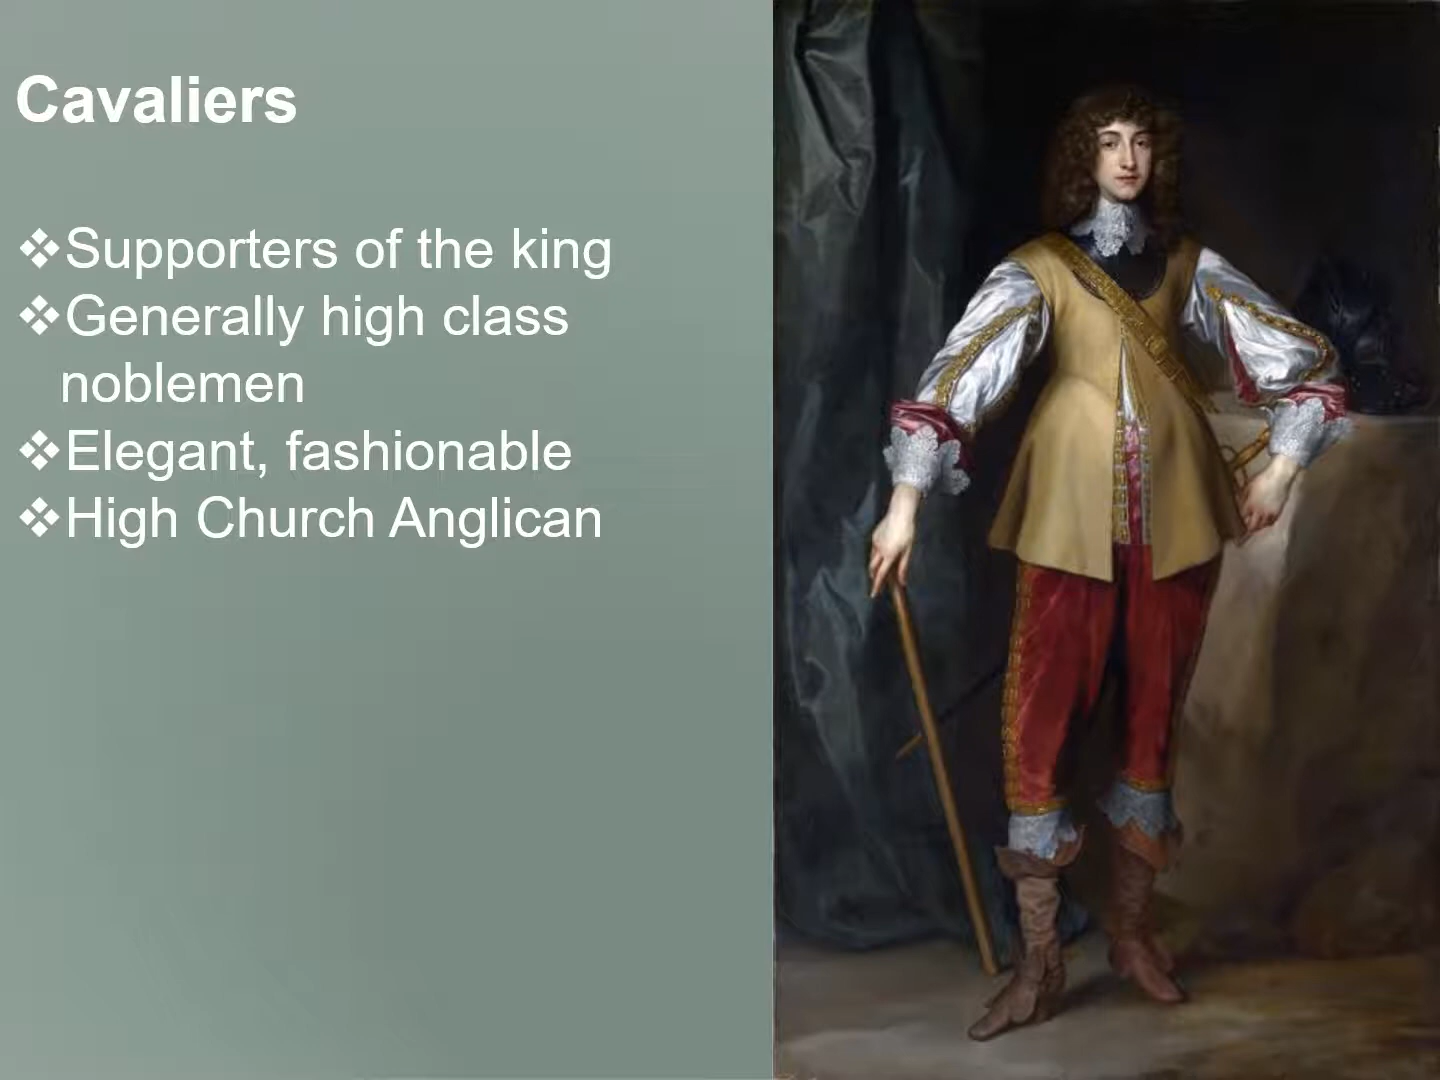 Cavaliers
❖Supporters of the king
❖Generally high class
noblemen
❖Elegant, fashionable
❖High Church Anglican